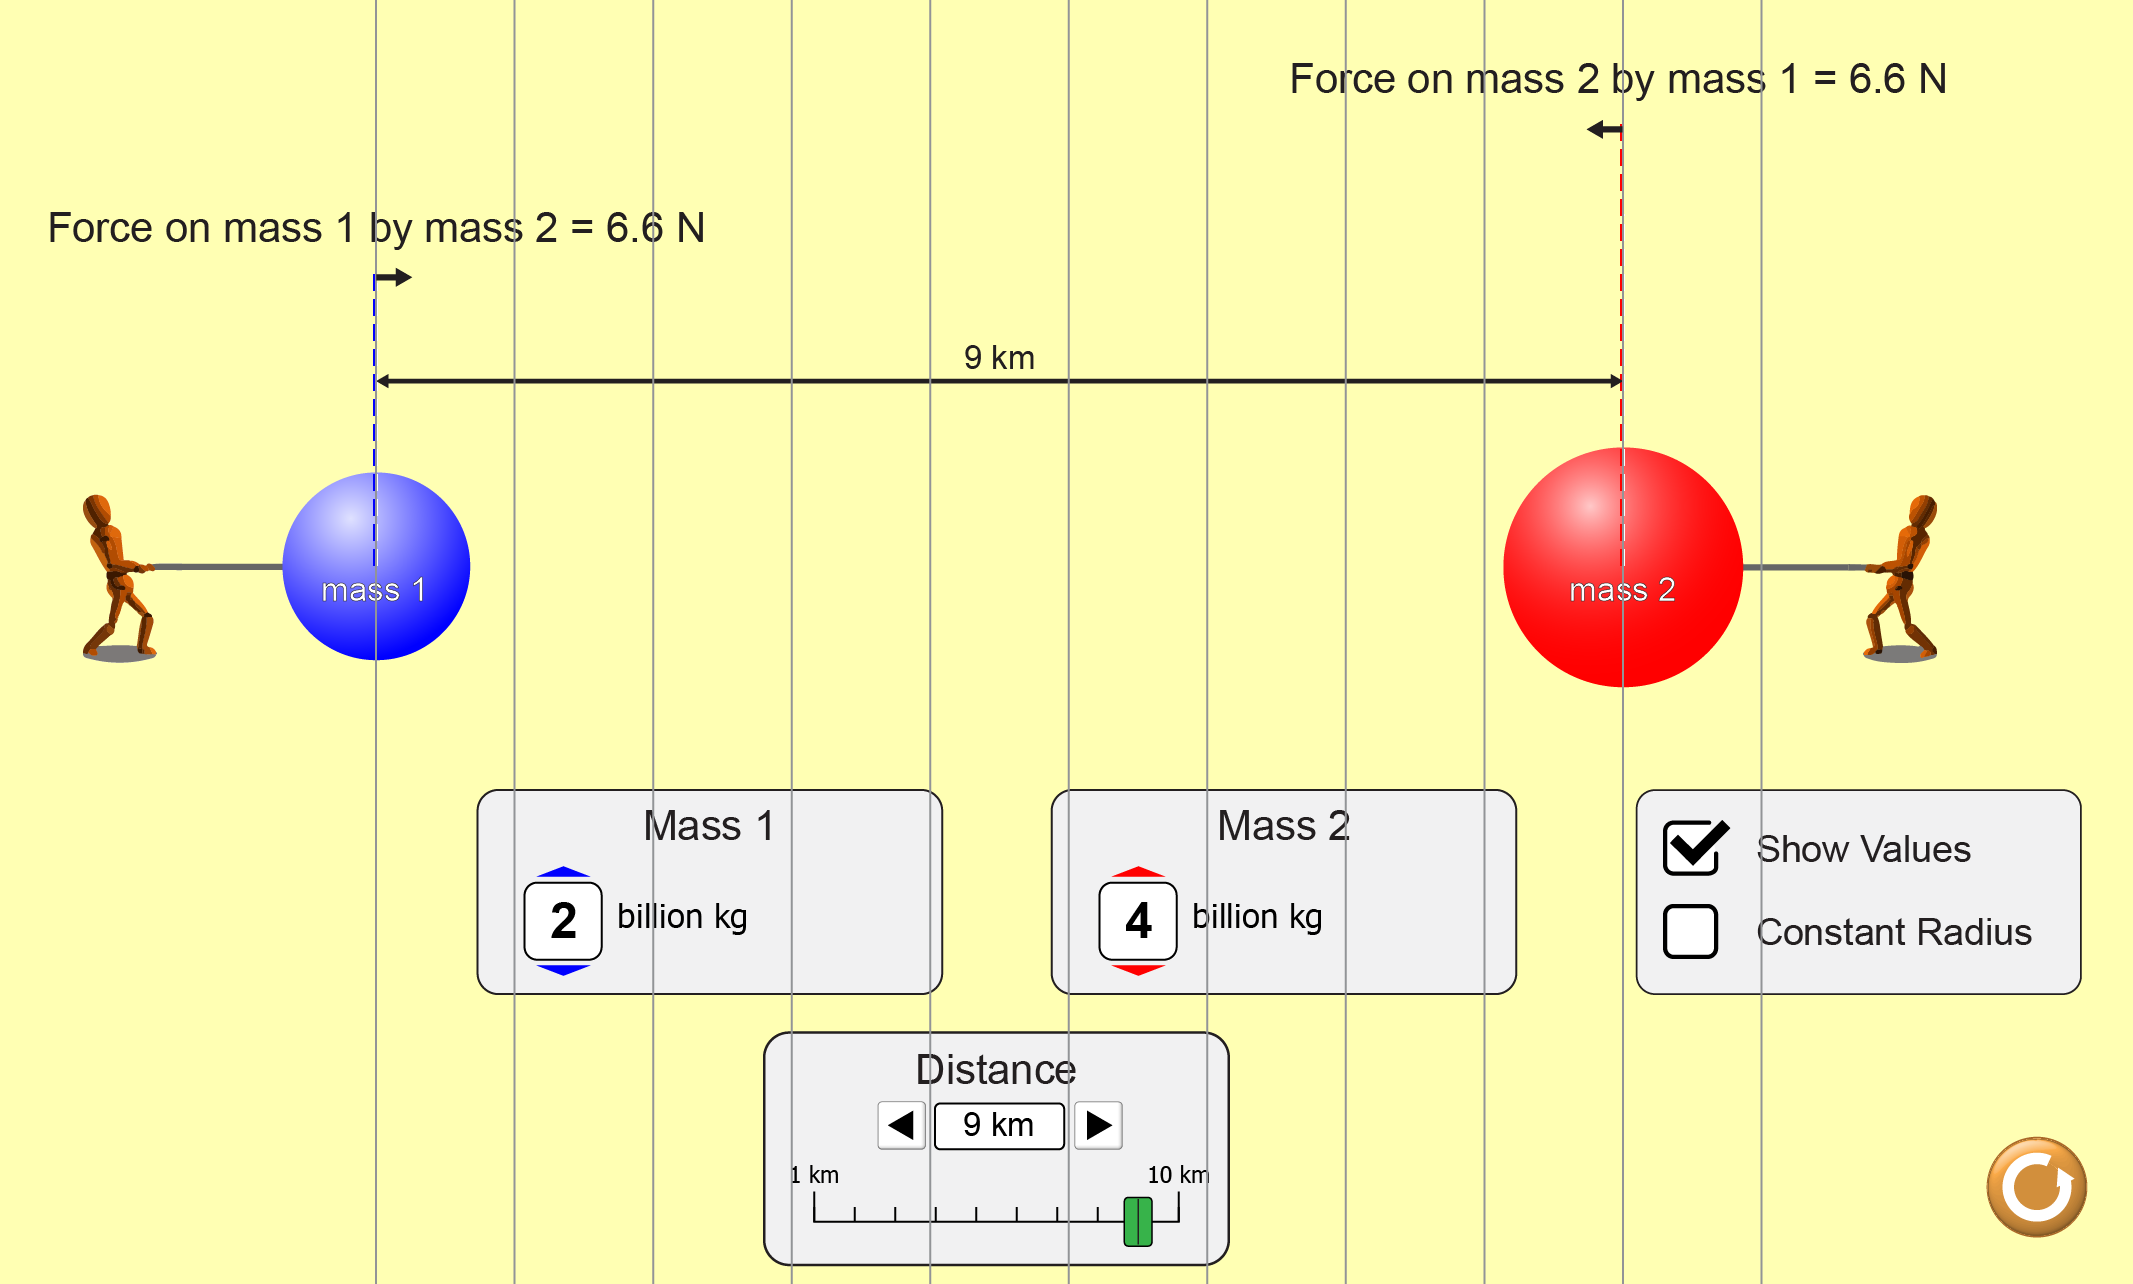 Force on mass 2 by mass 1 = 6.6 N
Force on mass 1 by mass 2 = 6.6 N
9 km
mass 1
mass 2
Mass 1
2 billion kg
Mass 2
4 billion kg
Show Values
Constant Radius
Distance
9 km
1 km 10 km